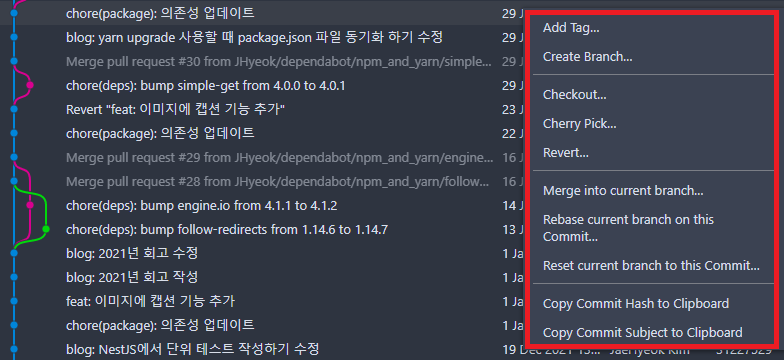 chore(package): 의존성 업데이트
29 J
blog: yarn upgrade 사용할 때 package.json 파일 동기화 하기 수정
29 J
Merge pull request #30 from JHyeok/dependabot/npm_and_yarn/simple...
29 J
chore(deps): bump simple-get from 4.0.0 to 4.0.1
29 J
Revert "feat: 이미지에 캡션 기능 추가"
23 J
chore(package): 의존성 업데이트
22 J
Merge pull request #29 from JHyeok/dependabot/npm_and_yarn/engine...
16 J
Merge pull request #28 from JHyeok/dependabot/npm_and_yarn/follow...
16 J
chore(deps): bump engine.io from 4.1.1 to 4.1.2
14 J
chore(deps): bump follow-redirects from 1.14.6 to 1.14.7
13 J
blog: 2021년 회고 수정
1 Ja
blog: 2021년 회고 작성
1 Ja
feat: 이미지에 캡션 기능 추가
1 Ja
chore(package): 의존성 업데이트
1 Ja
blog: NestJS에서 단위 테스트 작성하기 수정
19 Dec 2021 15...
JaeHyeok Kim
Add Tag...
Create Branch...
Checkout...
Cherry Pick...
Revert...
Merge into current branch...
Rebase current branch on this
Commit...
Reset current branch to this Commit...
Copy Commit Hash to Clipboard
Copy Commit Subject to Clipboard